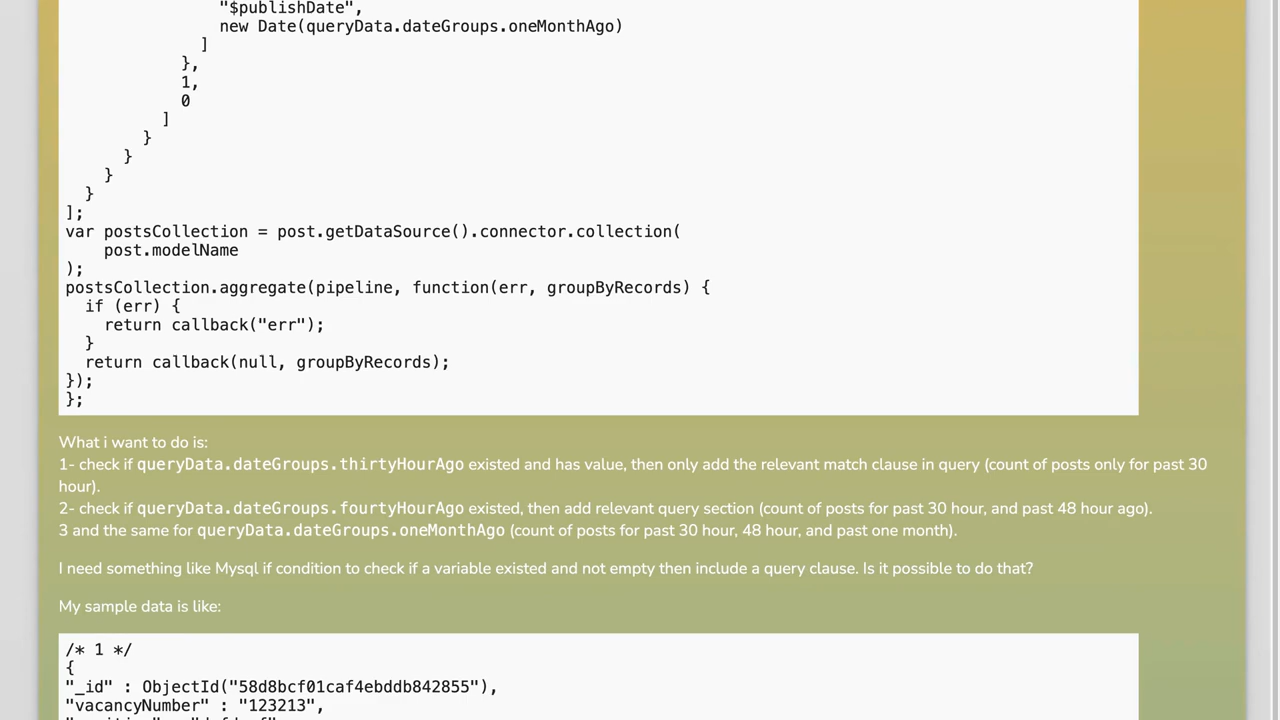 "$publishDate",
new Date(queryData.dateGroups.oneMonthAgo)
]
},
1,
0
]
}
}
}
}
];
var postsCollection = post.getDataSource().connector.collection(
post.modelName
);
postsCollection.aggregate(pipeline, function(err, groupByRecords) {
if (err) {
return callback("err");
}
return callback(null, groupByRecords);
});
};
What i want to do is:
1- check if queryData.dateGroups.thirtyHourAgo existed and has value, then only add the relevant match clause in query (count of posts only for past 30
hour).
2- check if queryData.dateGroups.fourtyHourAgo existed, then add relevant query section (count of posts for past 30 hour, and past 48 hour ago).
3 and the same for queryData.dateGroups.oneMonthAgo (count of posts for past 30 hour, 48 hour, and past one month).
I need something like Mysql if condition to check if a variable existed and not empty then include a query clause. Is it possible to do that?
My sample data is like:
/* 1 */
{
"_id" : ObjectId("58d8bcf01caf4ebddb842855"),
"vacancyNumber" : "123213",